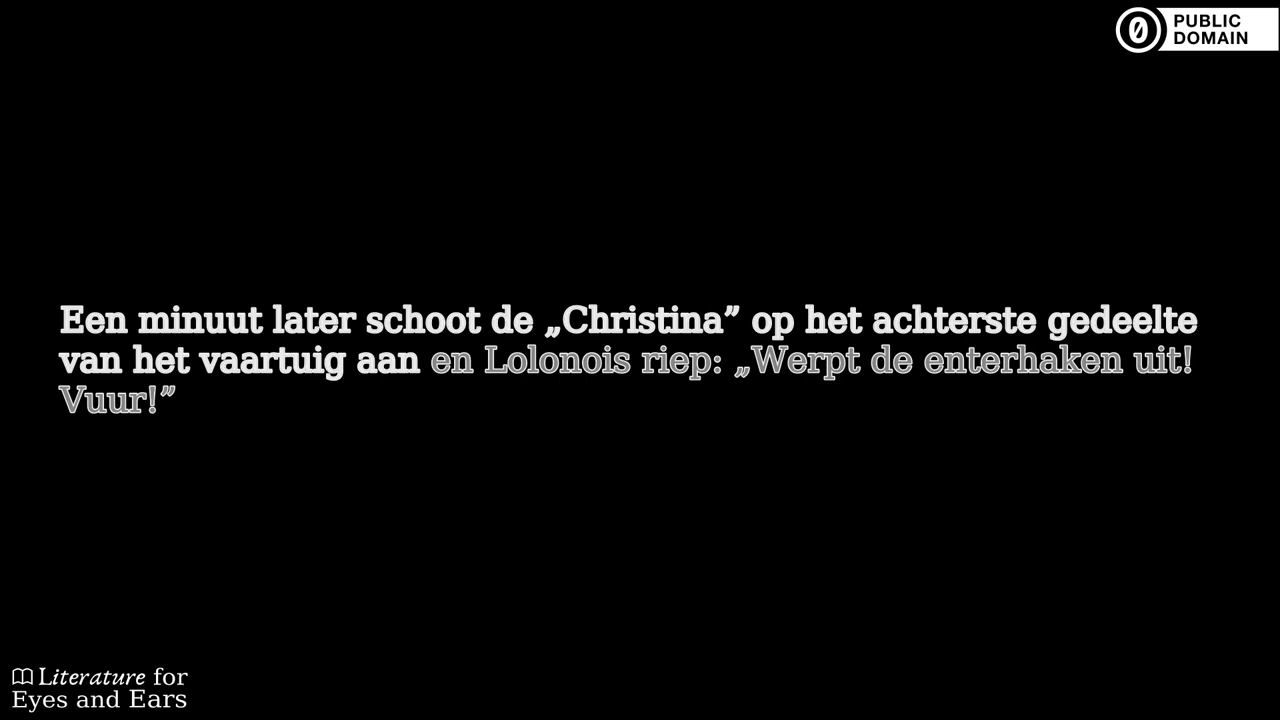 PUBLIC
DOMAIN
Een minuut later schoot de „Christina” op het achterste gedeelte
van het vaartuig aan en Lolonois riep: „Werpt de enterhaken uit!
Vuur!”
Literature for
Eyes and Ears